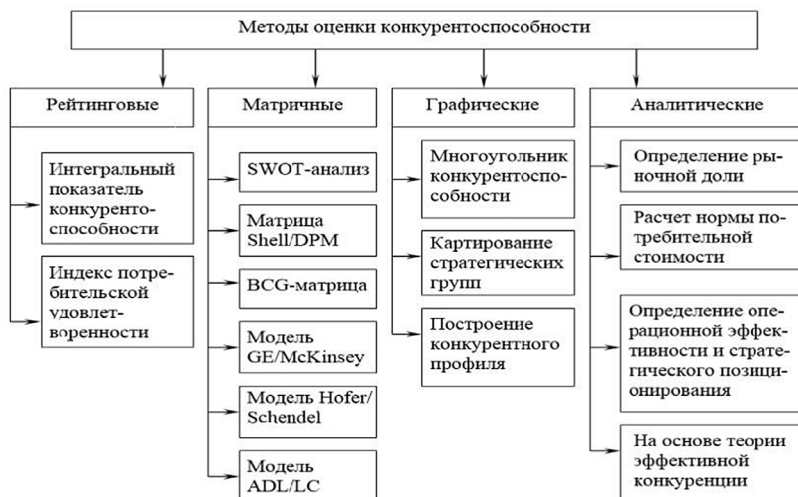 Методы оценки конкурентоспособности
Рейтинговые
Интегральный
показатель
конкуренто-
способности
Индекс потре-
бительской
удовлет-
воренности
Матричные
SWOT-анализ
Матрица
Shell/DPM
BCG-матрица
Модель
GE/McKinsey
Модель Hofer/
Schendel
Модель
ADL/LC
Графические
Многоугольник
конкурентоспо-
собности
Картирование
стратегических
групп
Построение
конкурентного
профиля
Аналитические
Определение ры-
ночной доли
Расчет нормы по-
требительной
стоимости
Определение опе-
рационной эффек-
тивности и страте-
гического позици-
онирования
На основе теории
эффективной
конкуренции